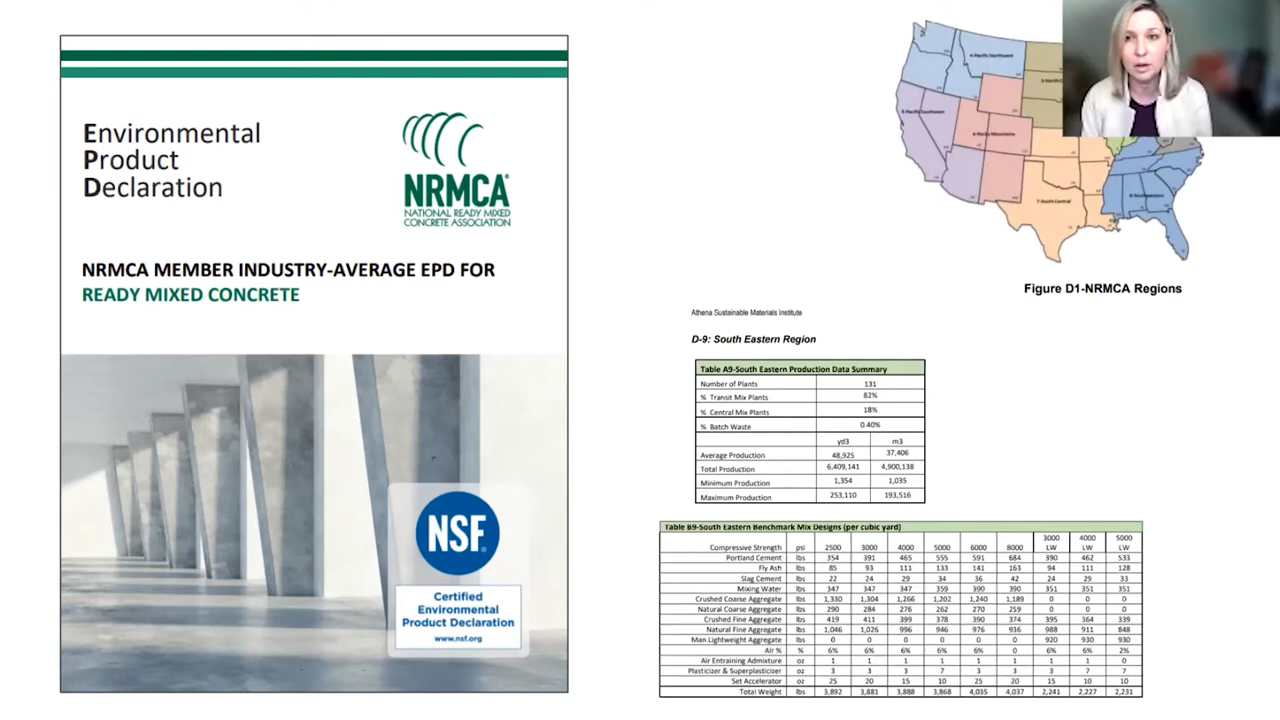 Environmental
Product
Declaration
NRMCA
NATIONAL READY MIXED
CONCRETE ASSOCIATION
NRMCA MEMBER INDUSTRY-AVERAGE EPD FOR
READY MIXED CONCRETE
NSF
Certified
Environmental
Product Declaration
www.nsf.org
Figure D1-NRMCA Regions
Athena Sustainable Materials Institute
D-9: South Eastern Region
Table A9-South Eastern Production Data Summary
Number of Plants 131
% Transit Mix Plants 82%
% Central Mix Plants 18%
% Batch Waste 0.40%
yd3 m3
Average Production 48,925 37,406
Total Production 6,409,141 4,900,138
Minimum Production 1,354 1,035
Maximum Production 253,110 193,516
Table B9-South Eastern Benchmark Mix Designs (per cubic yard)
Compressive Strength psi 2500 3000 4000 5000 6000 8000 3000 LW 4000 LW 5000 LW
Portland Cement lbs 354 391 465 555 591 684 390 462 533
Fly Ash lbs 85 93 111 133 141 163 94 111 128
Slag Cement lbs 22 24 29 34 36 42 24 29 33
Mixing Water lbs 347 347 347 359 390 390 351 351 351
Crushed Coarse Aggregate lbs 1,330 1,304 1,266 1,202 1,240 1,189 0 0 0
Natural Coarse Aggregate lbs 290 284 276 262 270 259 0 0 0
Crushed Fine Aggregate lbs 419 411 399 378 390 374 395 364 339
Natural Fine Aggregate lbs 1,046 1,026 996 946 976 936 988 911 848
Man.Lightweight Aggregate lbs 0 0 0 0 0 0 920 930 930
Air % % 6% 6% 6% 6% 6% 0 6% 6% 2%
Air Entraining Admixture oz 1 1 1 1 1 1 1 1 0
Plasticizer & Superplasticizer oz 3 3 3 7 3 3 3 7 7
Set Accelerator oz 25 20 15 10 25 20 15 10 10
Total Weight lbs 3,892 3,881 3,888 3,868 4,035 4,037 2,241 2,227 2,231